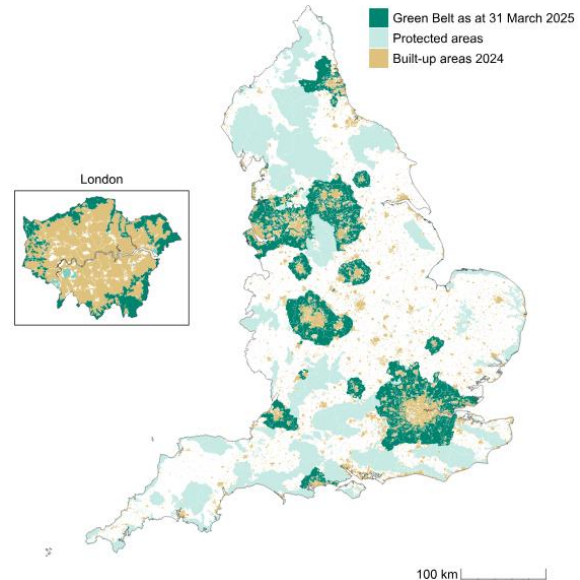 Green Belt as at 31 March 2025
Protected areas
Built-up areas 2024
London
100 km